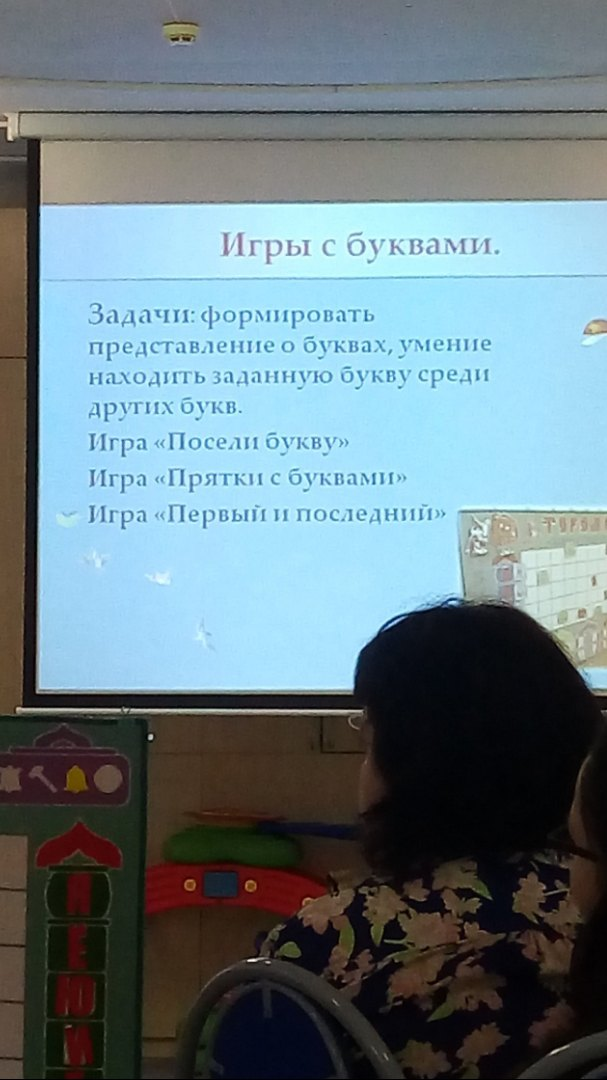 Игры с буквами.
Задачи: формировать
представление о буквах, умение
находить заданную букву среди
других букв.
Игра «Посели букву»
Игра «Прятки с буквами»
Игра «Первый и последний»